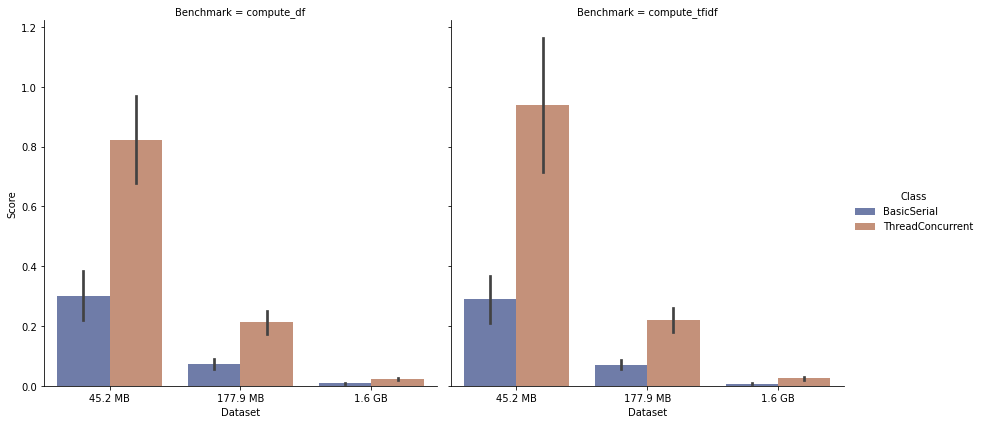 Benchmark = compute_df
Benchmark = compute_tfidf
1.2
1.0
0.8
0.6
0.4
0.2
0.0
Score
45.2 MB
177.9 MB
1.6 GB
Dataset
45.2 MB
177.9 MB
1.6 GB
Dataset
Class
BasicSerial
ThreadConcurrent